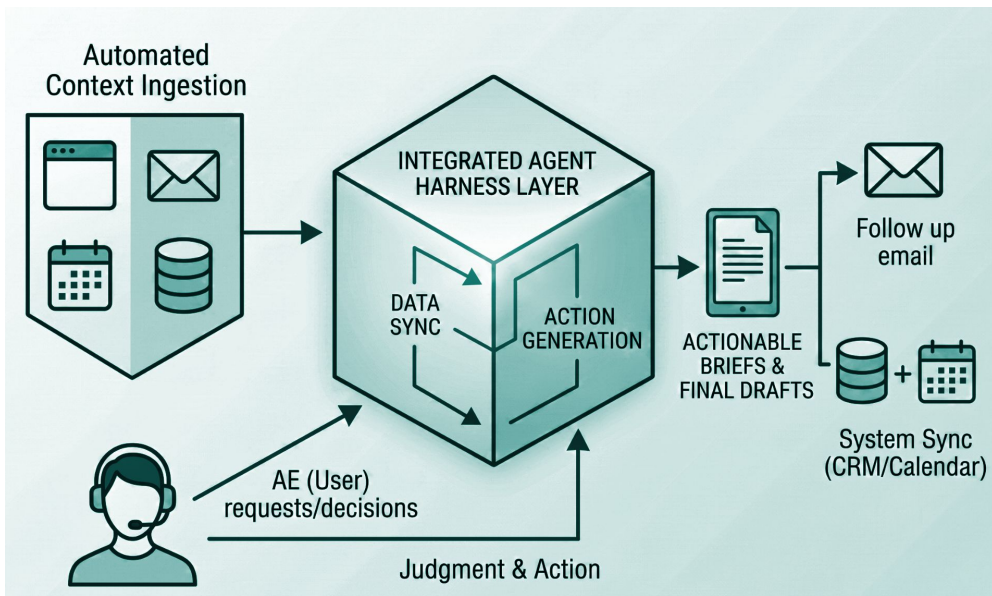 Automated
Context Ingestion
INTEGRATED AGENT
HARNESS LAYER
DATA
SYNC
ACTION
GENERATION
ACTIONABLE
BRIEFS &
FINAL DRAFTS
Follow up
email
System Sync
(CRM/Calendar)
AE (User)
requests/decisions
Judgment & Action